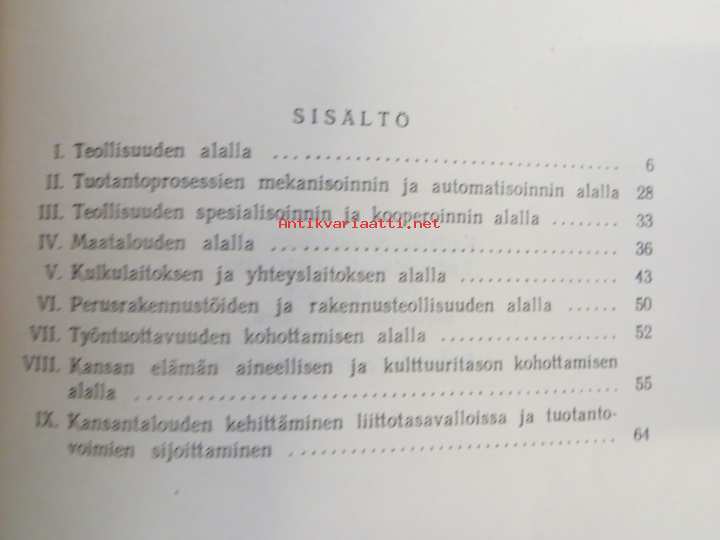 SISÄLTÖ
I. Teollisuuden alalla ................................ 6
II. Tuotantoprosessien mekanisoinnin ja automatisoinnin alalla 28
III. Teollisuuden spesialisoinnin ja kooperoinnin alalla ........ 33
Antikvariaatti.net
IV. Maatalouden alalla ................................ 36
V. Kulkulaitoksen ja yhteyslaitoksen alalla .................. 43
VI. Perusrakennustöiden ja rakennusteollisuuden alalla ...... 50
VII. Työntuottavuuden kohottamisen alalla .................... 52
VIII. Kansan elämän aineellisen ja kulttuuritason kohottamisen
alalla .............................................. 55
IX. Kansantalouden kehittäminen liittotasavalloissa ja tuotanto-
voimien sijoittaminen .............................. 64